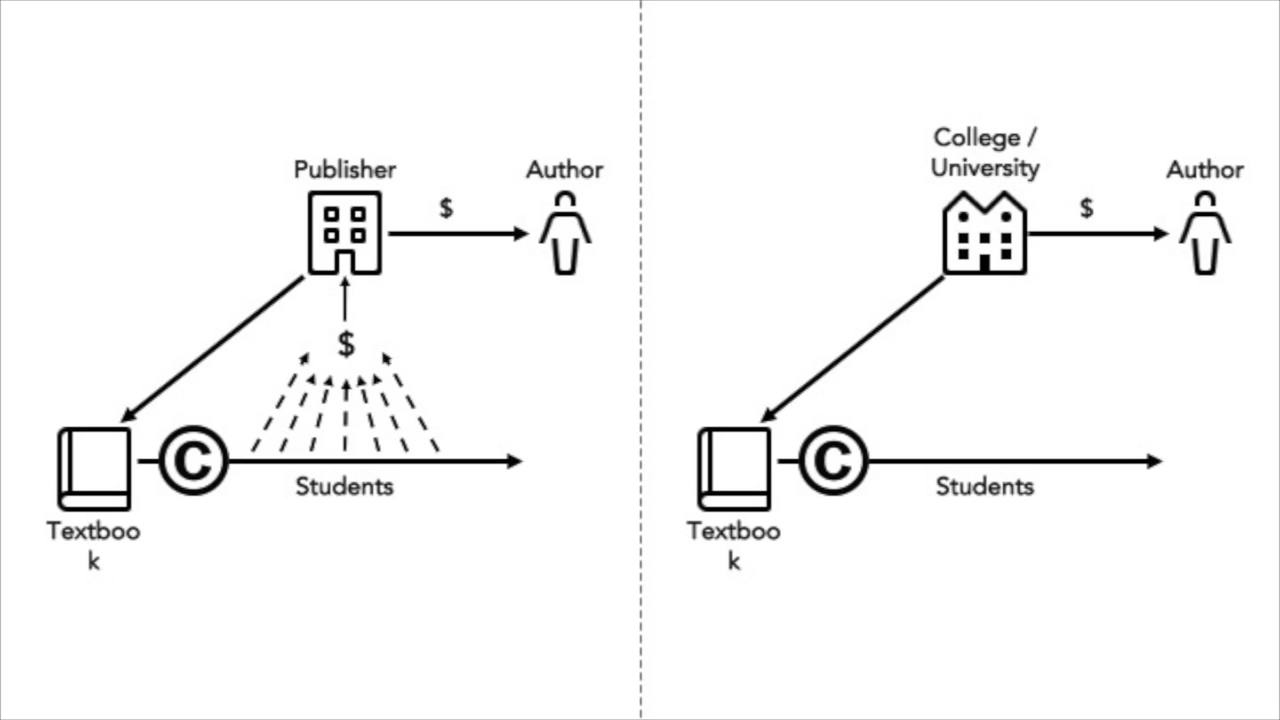 Publisher
Author
$
$
C
Students
Textboo
k
College /
University
Author
$
C
Students
Textboo
k